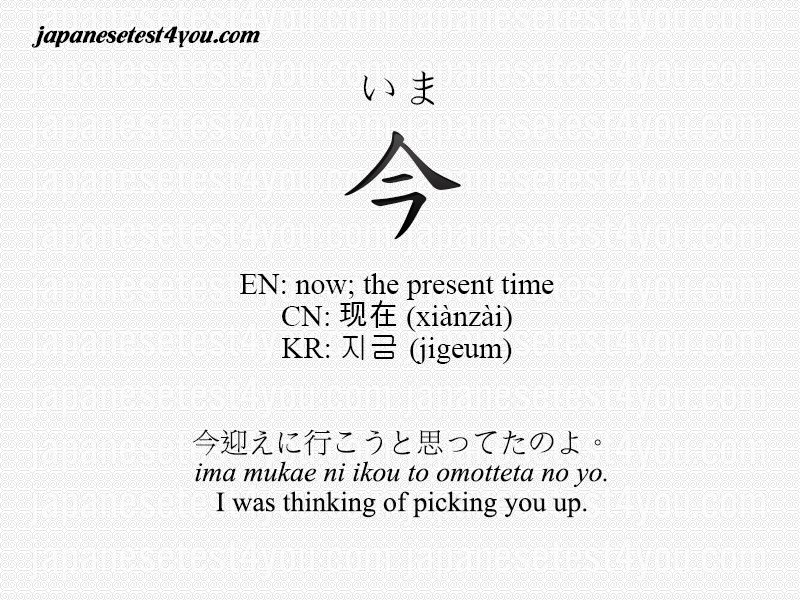 japanesetest4you.com
いま
今
EN: now; the present time
CN: 现在 (xiànzài)
KR: 지금 (jigeum)
今迎えに行こうと思ってたのよ。
ima mukae ni ikou to omotteta no yo.
I was thinking of picking you up.